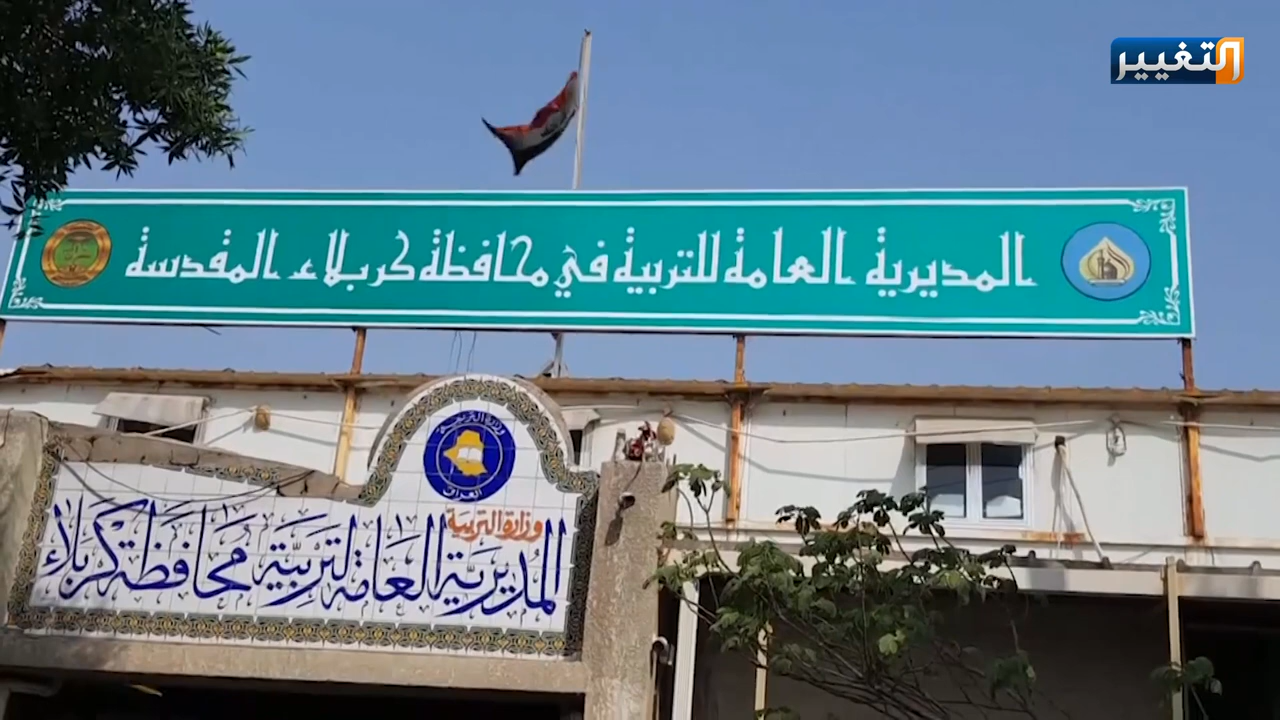 التغيير
المديرية العامة للتربية في محافظة كربلاء المقدسة
وزارة التربية
العراق
وزارة التربية
المديرية العامة لتربية محافظة كربلاء